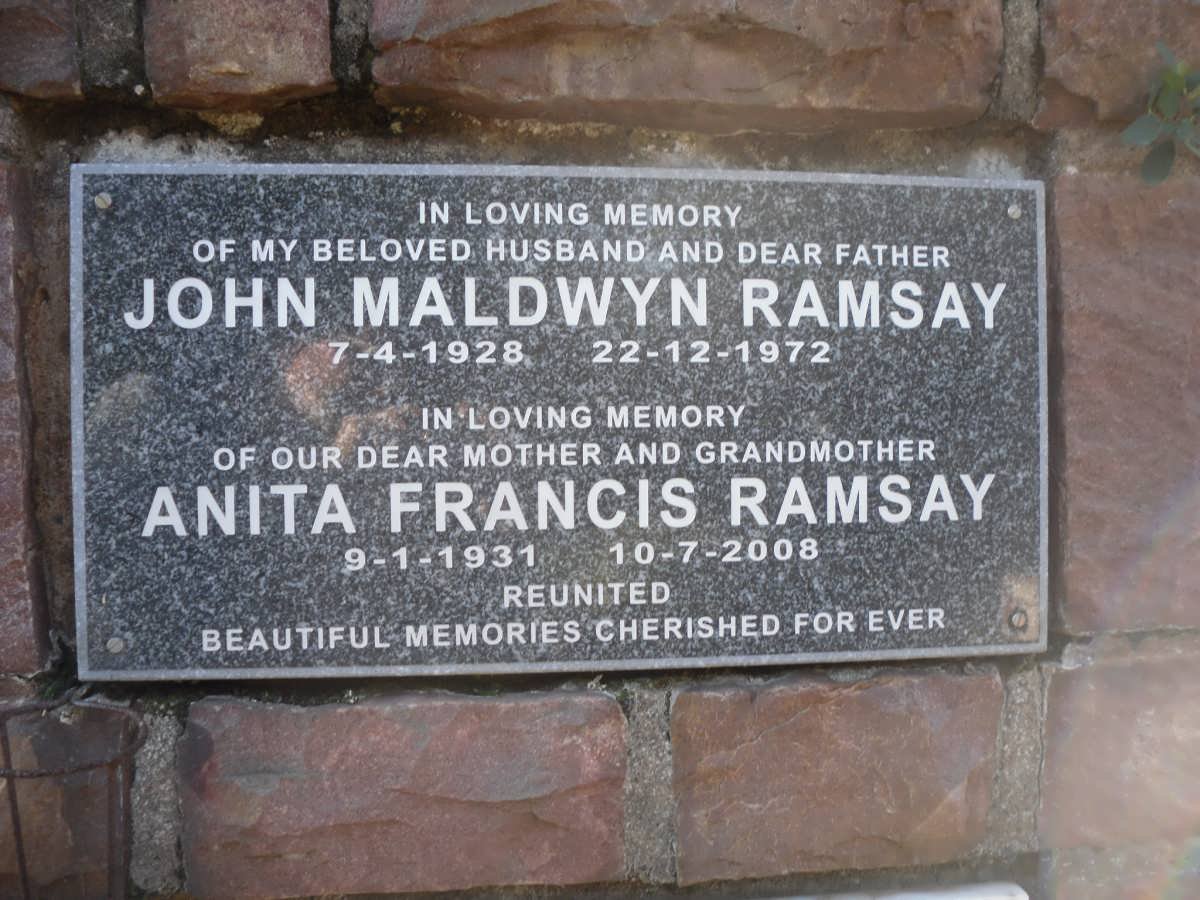 IN LOVING MEMORY
OF MY BELOVED HUSBAND AND DEAR FATHER
JOHN MALDWYN RAMSAY
7-4-1928 22-12-1972
IN LOVING MEMORY
OF OUR DEAR MOTHER AND GRANDMOTHER
ANITA FRANCIS RAMSAY
9-1-1931 10-7-2008
REUNITED
BEAUTIFUL MEMORIES CHERISHED FOR EVER